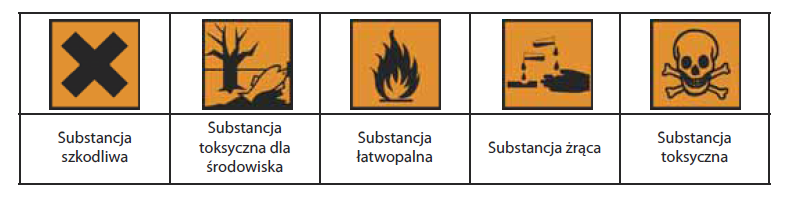 Substancja
szkodliwa
Substancja
toksyczna dla
środowiska
Substancja
łatwopalna
Substancja żrąca
Substancja
toksyczna